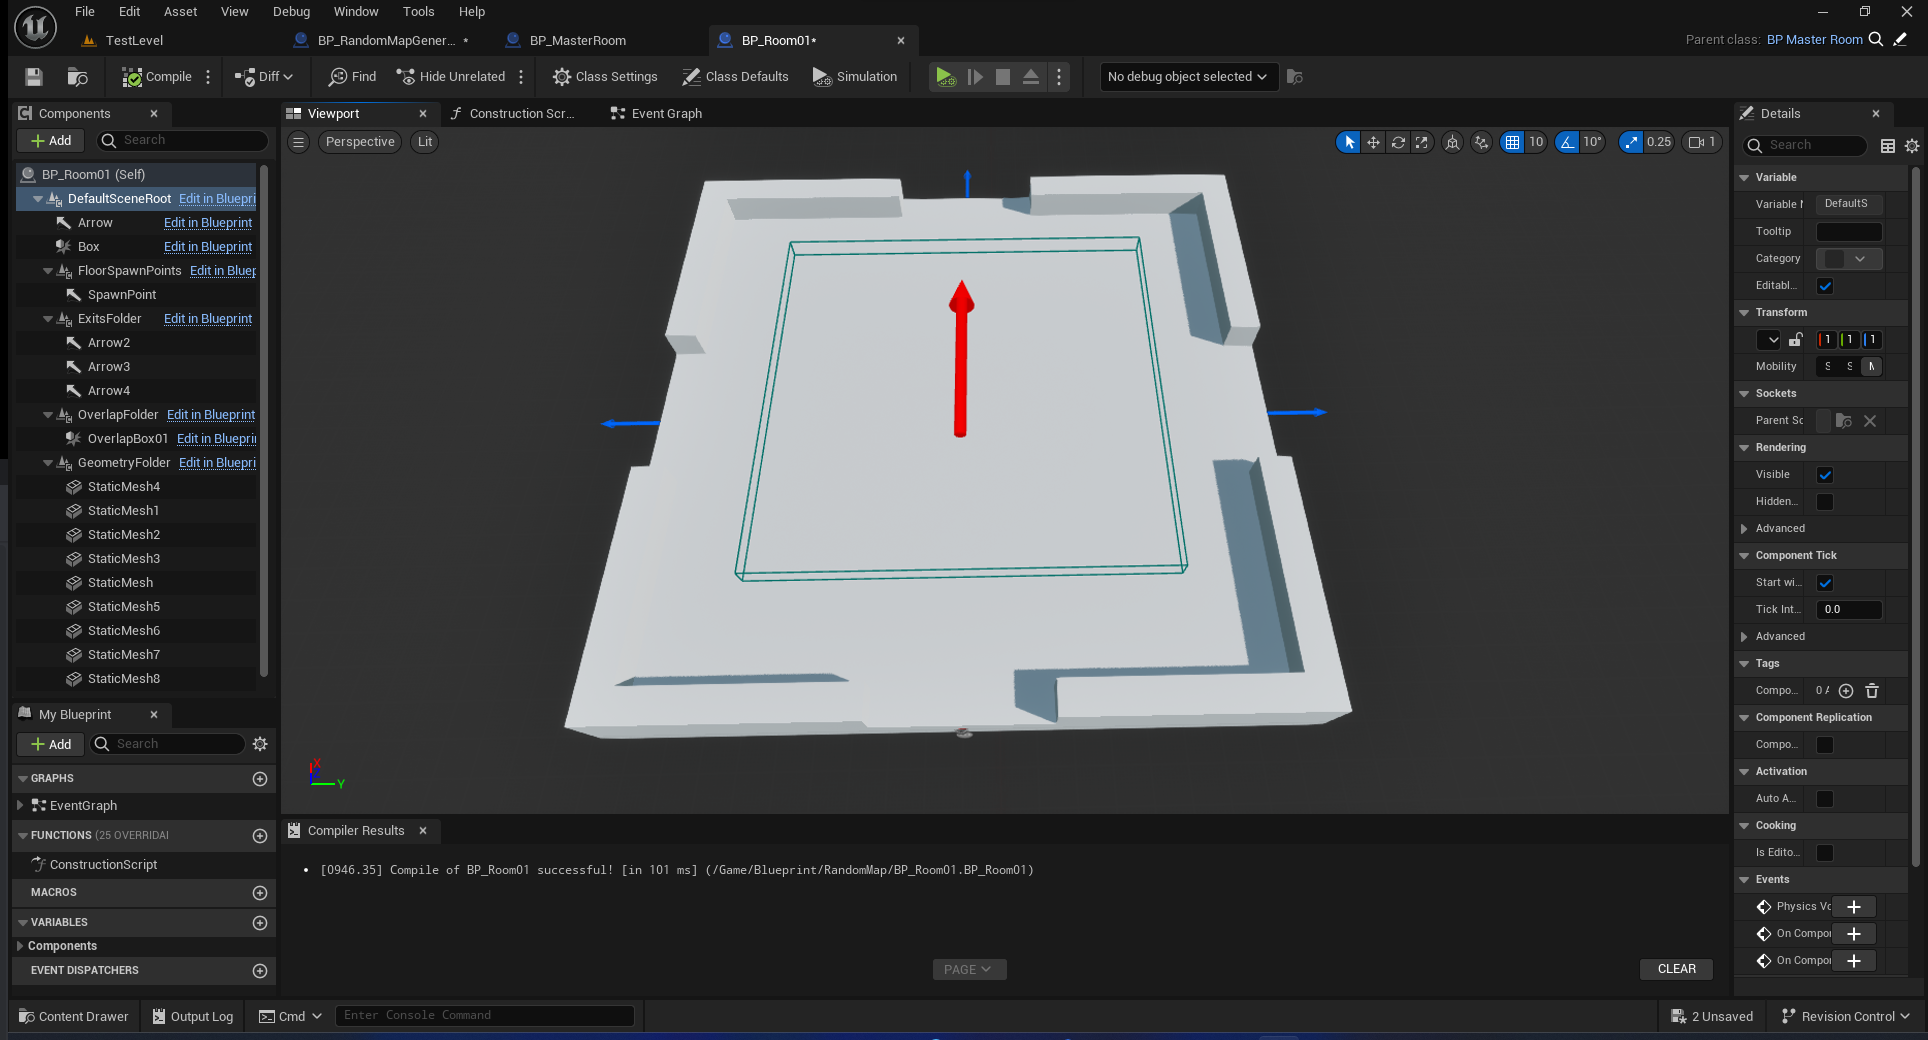 File Edit Asset View Debug Window Tools Help
TestLevel BP_RandomMapGener... * BP_MasterRoom BP_Room01* Parent class: BP Master Room
Compile Diff Find Hide Unrelated Class Settings Class Defaults Simulation No debug object selected
Components
Add Search
BP_Room01 (Self)
DefaultSceneRoot Edit in Bluepri
Arrow Edit in Blueprint
Box Edit in Blueprint
FloorSpawnPoints Edit in Bluep
SpawnPoint
ExitsFolder Edit in Blueprint
Arrow2
Arrow3
Arrow4
OverlapFolder Edit in Blueprint
OverlapBox01 Edit in Bluepri
GeometryFolder Edit in Bluepri
StaticMesh4
StaticMesh1
StaticMesh2
StaticMesh3
StaticMesh
StaticMesh5
StaticMesh6
StaticMesh7
StaticMesh8
My Blueprint
Add Search
GRAPHS
EventGraph
FUNCTIONS (25 OVERRIDAI
ConstructionScript
MACROS
VARIABLES
Components
EVENT DISPATCHERS
Viewport Construction Scr... Event Graph
Perspective Lit 10 10° 0.25 1
X
Z
Y
Compiler Results
[0946.35] Compile of BP_Room01 successful! [in 101 ms] (/Game/Blueprint/RandomMap/BP_Room01.BP_Room01)
PAGE CLEAR
Details
Search
Variable
Variable N DefaultS
Tooltip
Category
Editabl...
Transform
1 1 1
Mobility S S M
Sockets
Parent Sc
Rendering
Visible
Hidden...
Advanced
Component Tick
Start wi...
Tick Int... 0.0
Advanced
Tags
Compo... 0 A
Component Replication
Compo...
Activation
Auto A...
Cooking
Is Edito...
Events
Physics Vo
On Compor
On Compor
Content Drawer Output Log Cmd Enter Console Command 2 Unsaved Revision Control